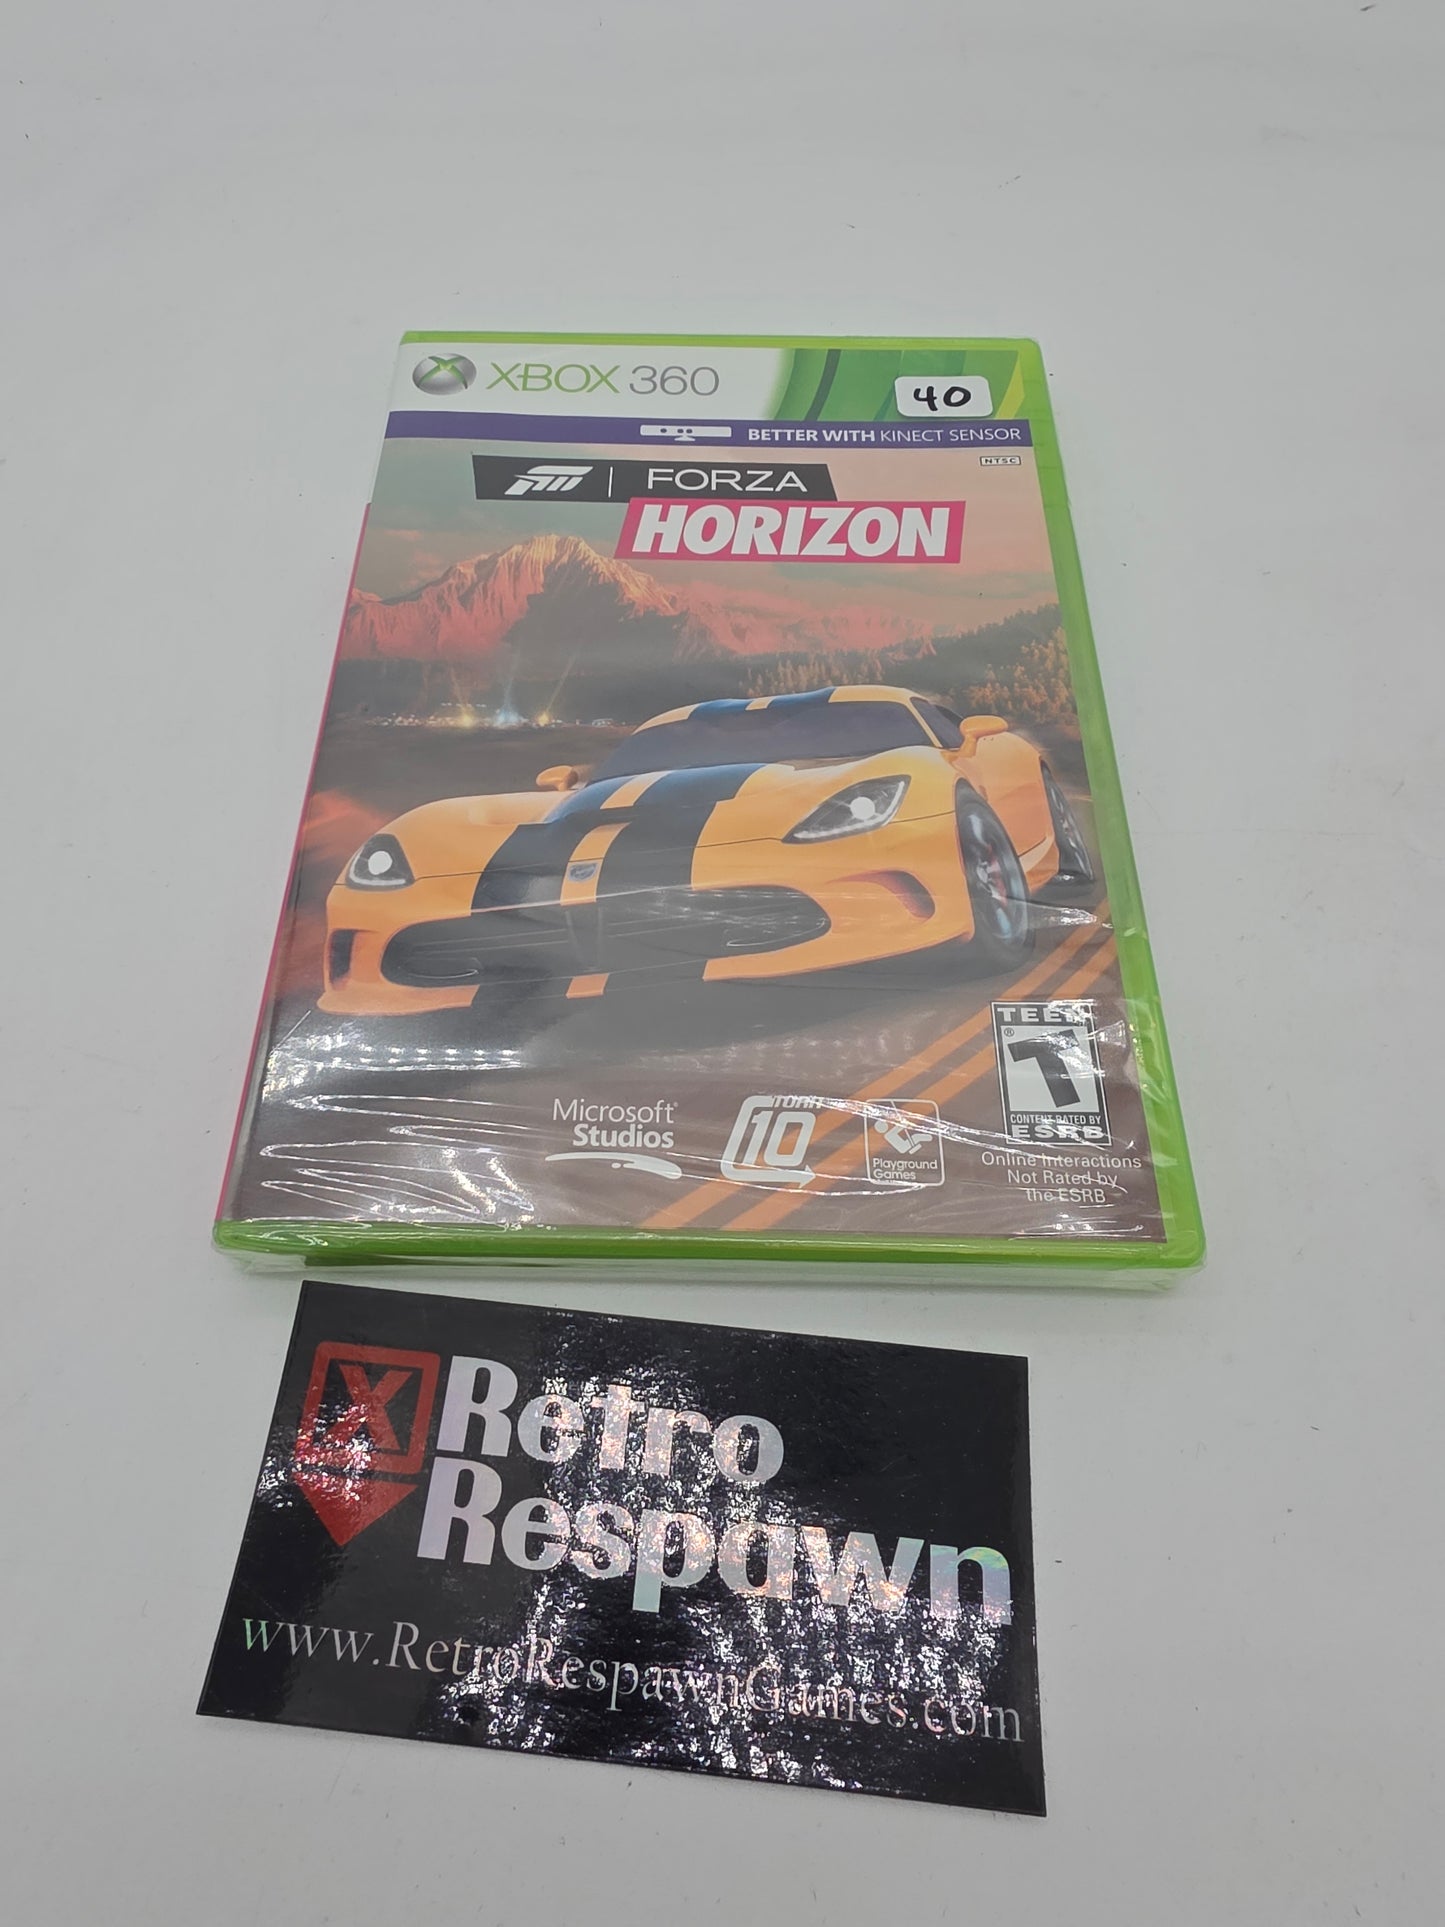 XBOX 360
40
BETTER WITH KINECT SENSOR
NTSC
FORZA
HORIZON
TEEN
T
®
CONTENT RATED BY
ESRB
Online Interactions
Not Rated by
the ESRB
Microsoft®
Studios
TURN
10
Playground
Games
X
Retro
Respawn
www.RetroRespawnGames.com